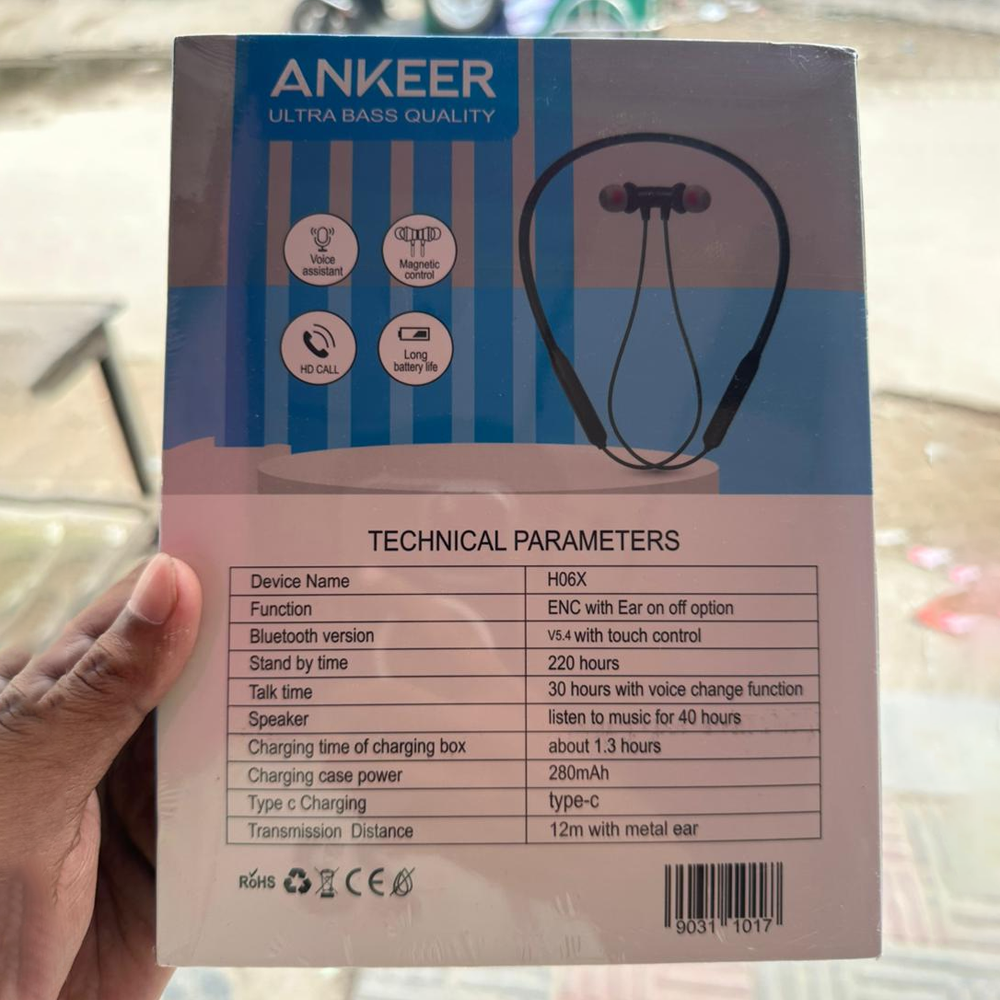 ANKEER
ULTRA BASS QUALITY
Voice
assistant
Magnetic
control
HD CALL
Long
battery life
TECHNICAL PARAMETERS
Device Name H06X
Function ENC with Ear on off option
Bluetooth version V5.4 with touch control
Stand by time 220 hours
Talk time 30 hours with voice change function
Speaker listen to music for 40 hours
Charging time of charging box about 1.3 hours
Charging case power 280mAh
Type c Charging type-c
Transmission Distance 12m with metal ear
RoHS CE
9031 1017